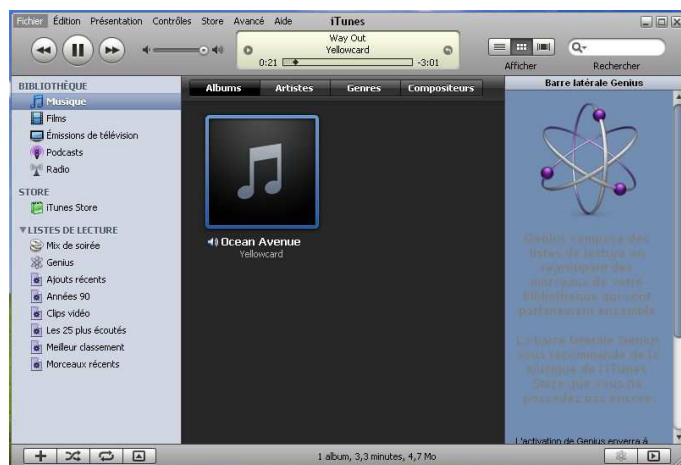 Fichier Édition Présentation Contrôles Store Avancé Aide iTunes
Way Out
Yellowcard
0:21 -3:01
Afficher Rechercher
BIBLIOTHÈQUE
Musique
Films
Émissions de télévision
Podcasts
Radio
STORE
iTunes Store
LISTES DE LECTURE
Mix de soirée
Genius
Ajouts récents
Années 90
Clips vidéo
Les 25 plus écoutés
Meilleur classement
Morceaux récents
Albums Artistes Genres Compositeurs
Ocean Avenue
Yellowcard
Barre latérale Genius
Genius compose des
listes de lecture en
regroupant des
morceaux de votre
bibliothèque qui vont
parfaitement ensemble.
La barre latérale Genius
vous recommande de la
musique de l'iTunes
Store que vous ne
possédez pas encore.
L'activation de Genius enverra à
1 album, 3,3 minutes, 4,7 Mo